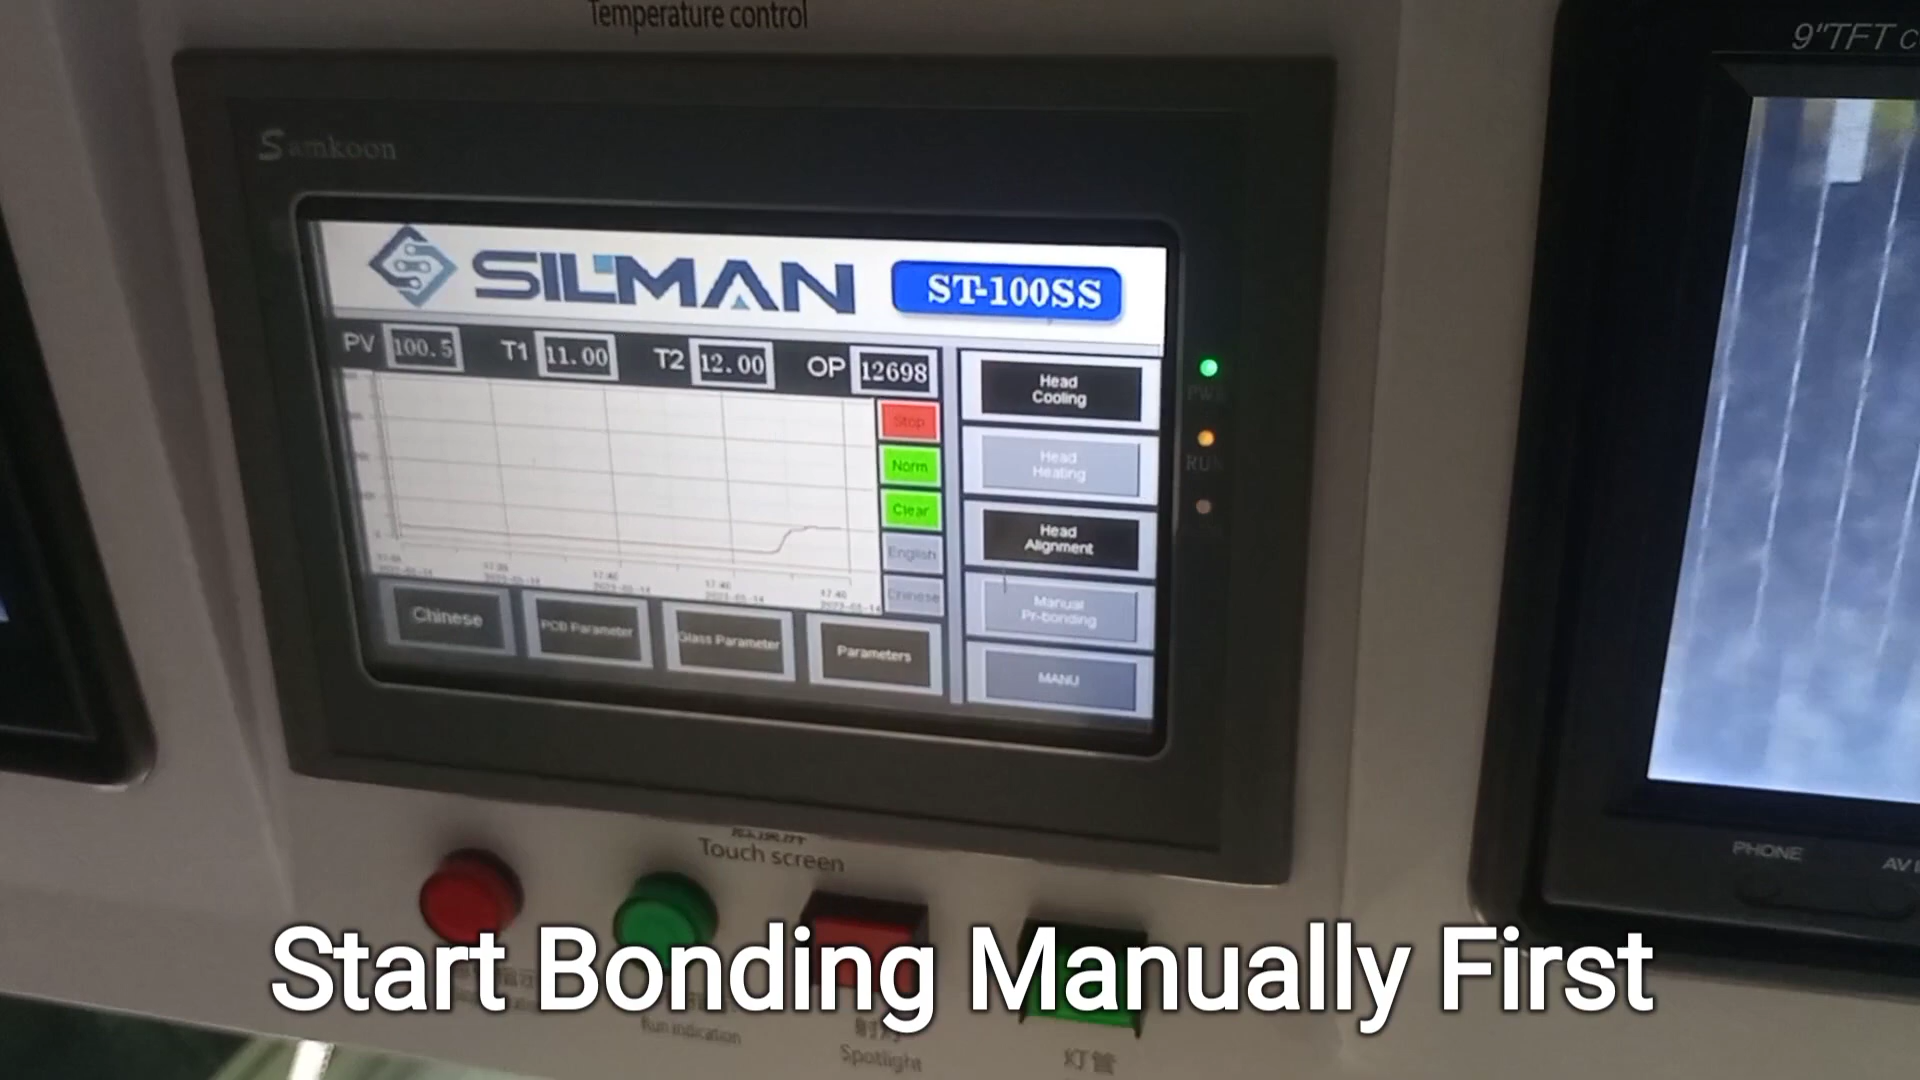 Temperature control
9"TFT C
Samkoon
SILMAN
ST-100SS
PV 100.5 T1 11.00 T2 12.00 OP 12698
Stop
Norm
Clear
English
Chinese
Head
Cooling
Head
Heating
Head
Alignment
Manual
Pr-bonding
MANU
Chinese
PCB Parameter
Glass Parameter
Parameters
RUN
PHONE
AV
Touch screen
Start Bonding Manually First
Run indication
Spotlight
灯管